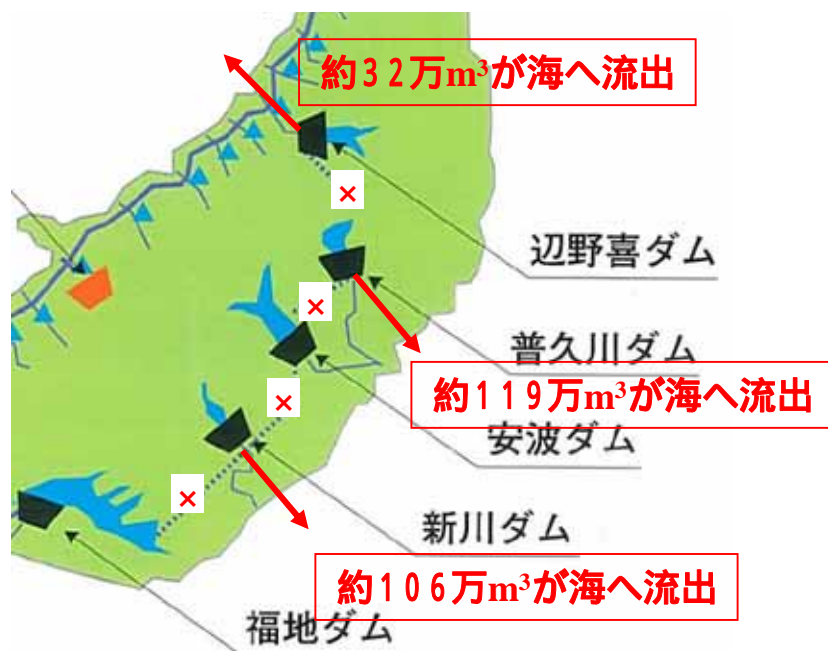 約32万m³が海へ流出
×
辺野喜ダム
×
普久川ダム
約119万m³が海へ流出
×
安波ダム
×
新川ダム
約106万m³が海へ流出
福地ダム